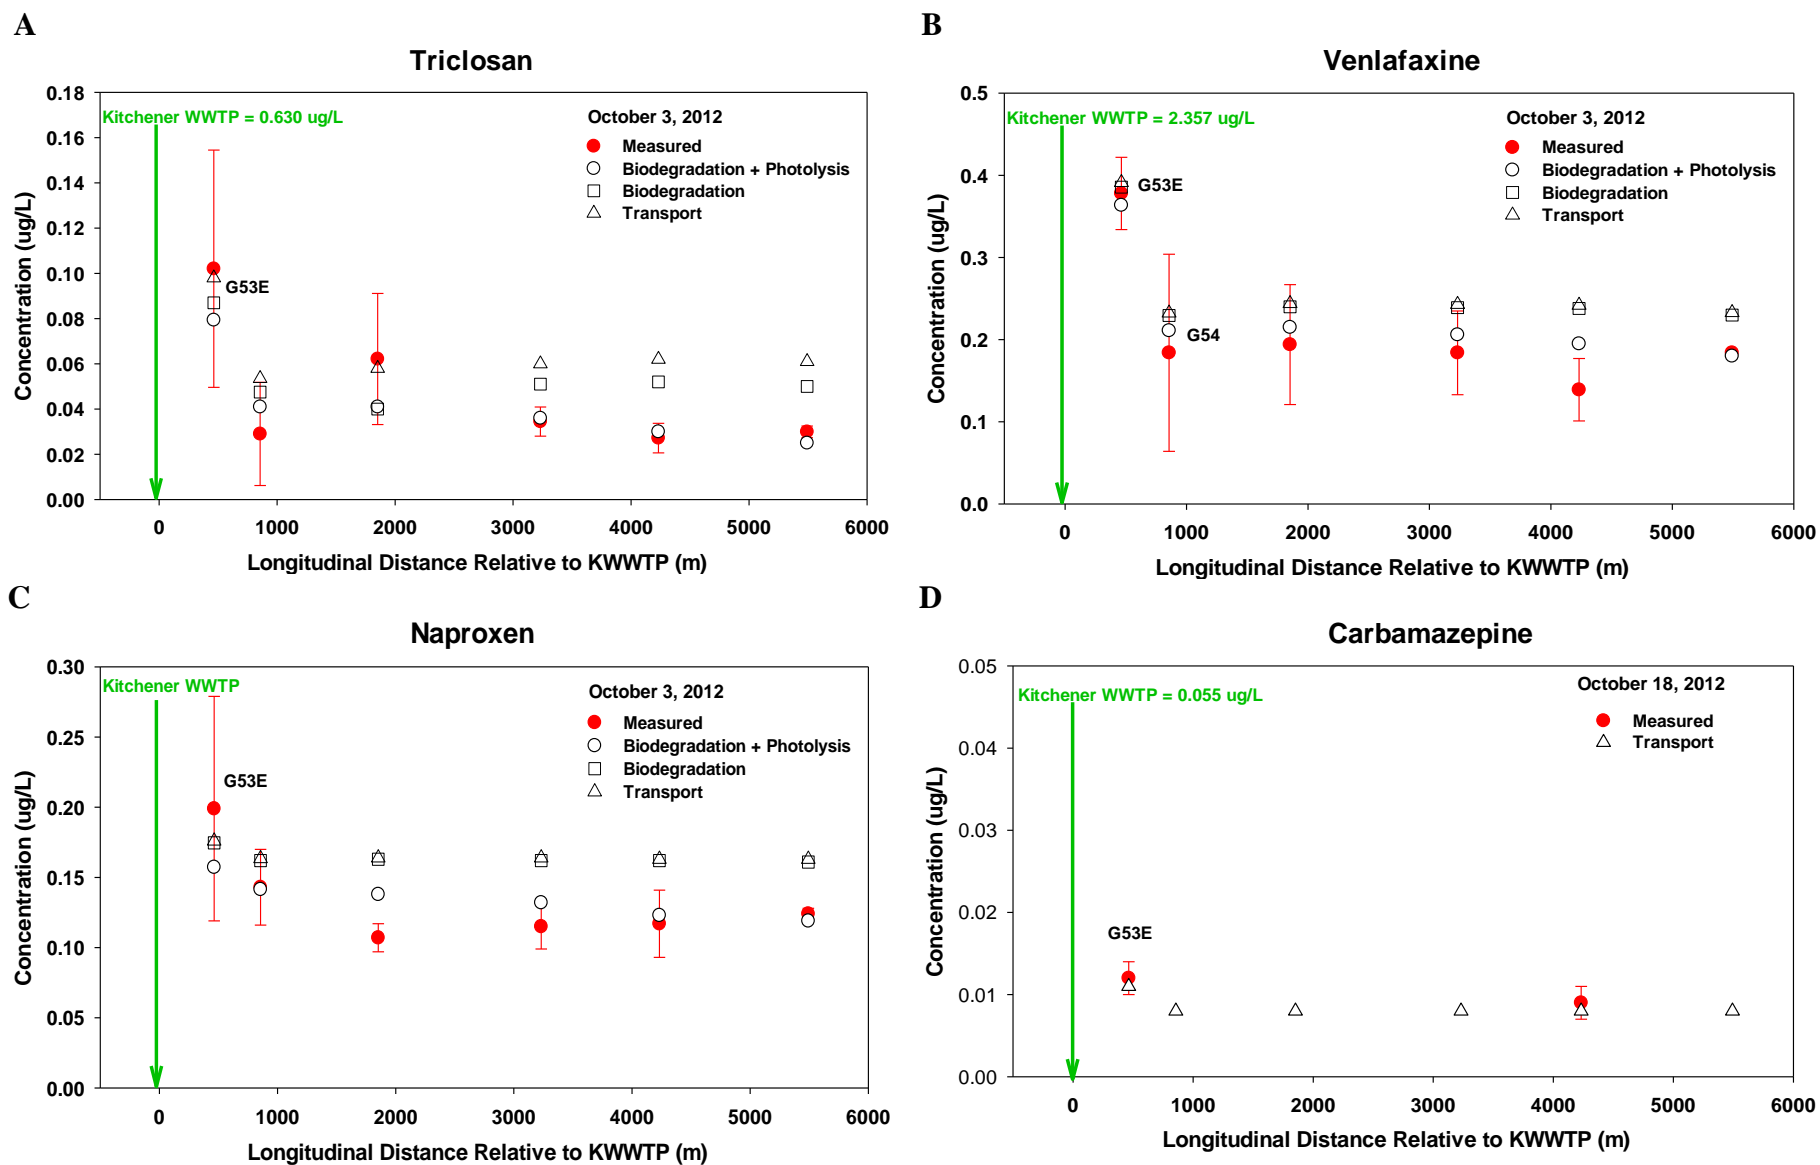 A
Triclosan
0.18
0.16
0.14
0.12
0.10
0.08
0.06
0.04
0.02
0.00
Concentration (ug/L)
Kitchener WWTP = 0.630 ug/L
October 3, 2012
Measured
Biodegradation + Photolysis
Biodegradation
Transport
G53E
0 1000 2000 3000 4000 5000 6000
Longitudinal Distance Relative to KWWTP (m)
B
Venlafaxine
0.5
0.4
0.3
0.2
0.1
0.0
Concentration (ug/L)
Kitchener WWTP = 2.357 ug/L
October 3, 2012
Measured
Biodegradation + Photolysis
Biodegradation
Transport
G53E
G54
0 1000 2000 3000 4000 5000 6000
Longitudinal Distance Relative to KWWTP (m)
C
Naproxen
0.30
0.25
0.20
0.15
0.10
0.05
0.00
Concentration (ug/L)
Kitchener WWTP
October 3, 2012
Measured
Biodegradation + Photolysis
Biodegradation
Transport
G53E
0 1000 2000 3000 4000 5000 6000
Longitudinal Distance Relative to KWWTP (m)
D
Carbamazepine
0.05
0.04
0.03
0.02
0.01
0.00
Concentration (ug/L)
Kitchener WWTP = 0.055 ug/L
October 18, 2012
Measured
Transport
G53E
0 1000 2000 3000 4000 5000 6000
Longitudinal Distance Relative to KWWTP (m)